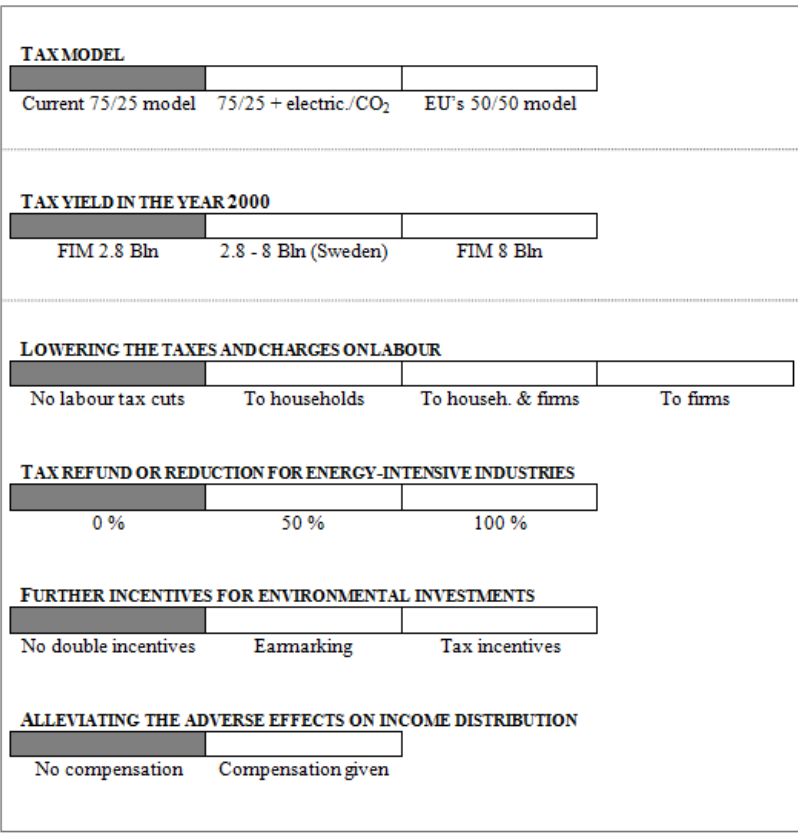 TAX MODEL
Current 75/25 model 75/25 + electric./CO₂ EU's 50/50 model
TAX YIELD IN THE YEAR 2000
FIM 2.8 Bln 2.8 - 8 Bln (Sweden) FIM 8 Bln
LOWERING THE TAXES AND CHARGES ON LABOUR
No labour tax cuts To households To househ. & firms To firms
TAX REFUND OR REDUCTION FOR ENERGY-INTENSIVE INDUSTRIES
0 % 50 % 100 %
FURTHER INCENTIVES FOR ENVIRONMENTAL INVESTMENTS
No double incentives Earmarking Tax incentives
ALLEVIATING THE ADVERSE EFFECTS ON INCOME DISTRIBUTION
No compensation Compensation given